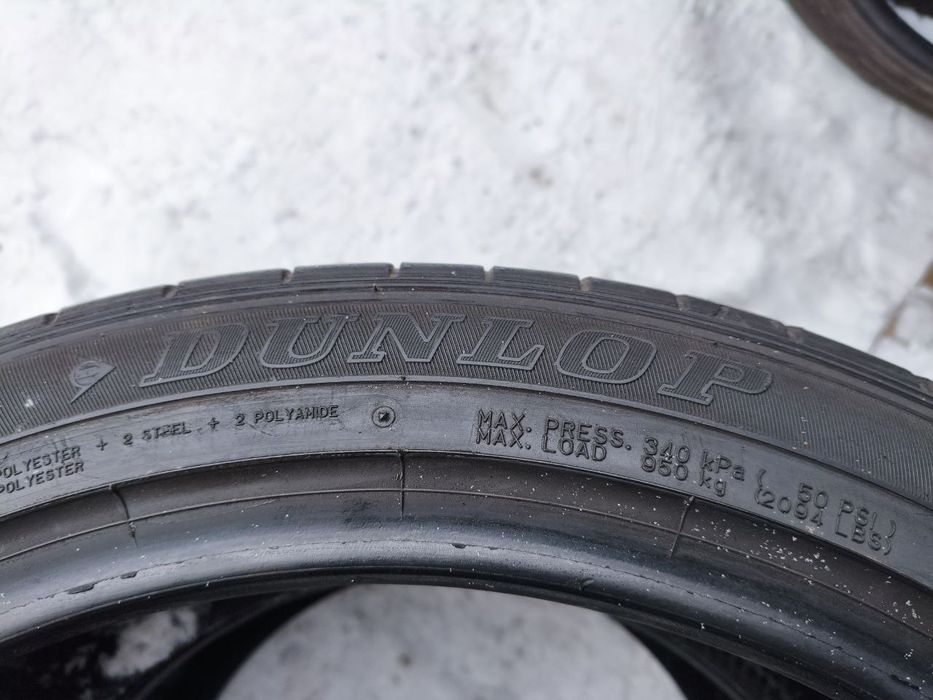 DUNLOP
POLYESTER + 2 STEEL + 2 POLYAMIDE
POLYESTER
MAX. PRESS. 340 kPa ( 50 PSI )
MAX. LOAD 950 kg (2094 LBS)